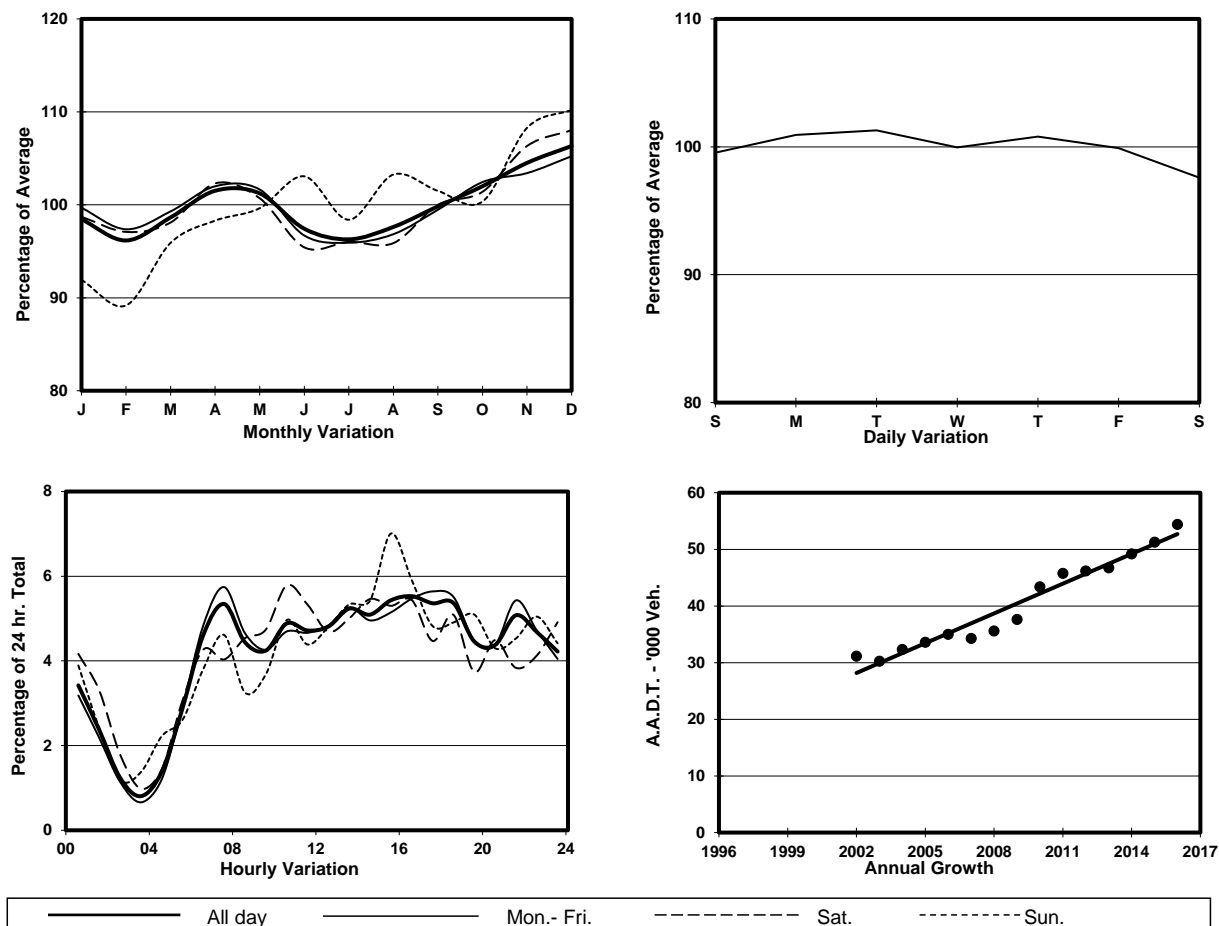 120
110
100
90
80
Percentage of Average
J F M A M J J A S O N D
Monthly Variation
110
100
90
80
Percentage of Average
S M T W T F S
Daily Variation
8
6
4
2
0
Percentage of 24 hr. Total
00 04 08 12 16 20 24
Hourly Variation
60
50
40
30
20
10
0
A.A.D.T. - '000 Veh.
1996 1999 2002 2005 2008 2011 2014 2017
Annual Growth
All day Mon.- Fri. Sat. Sun.